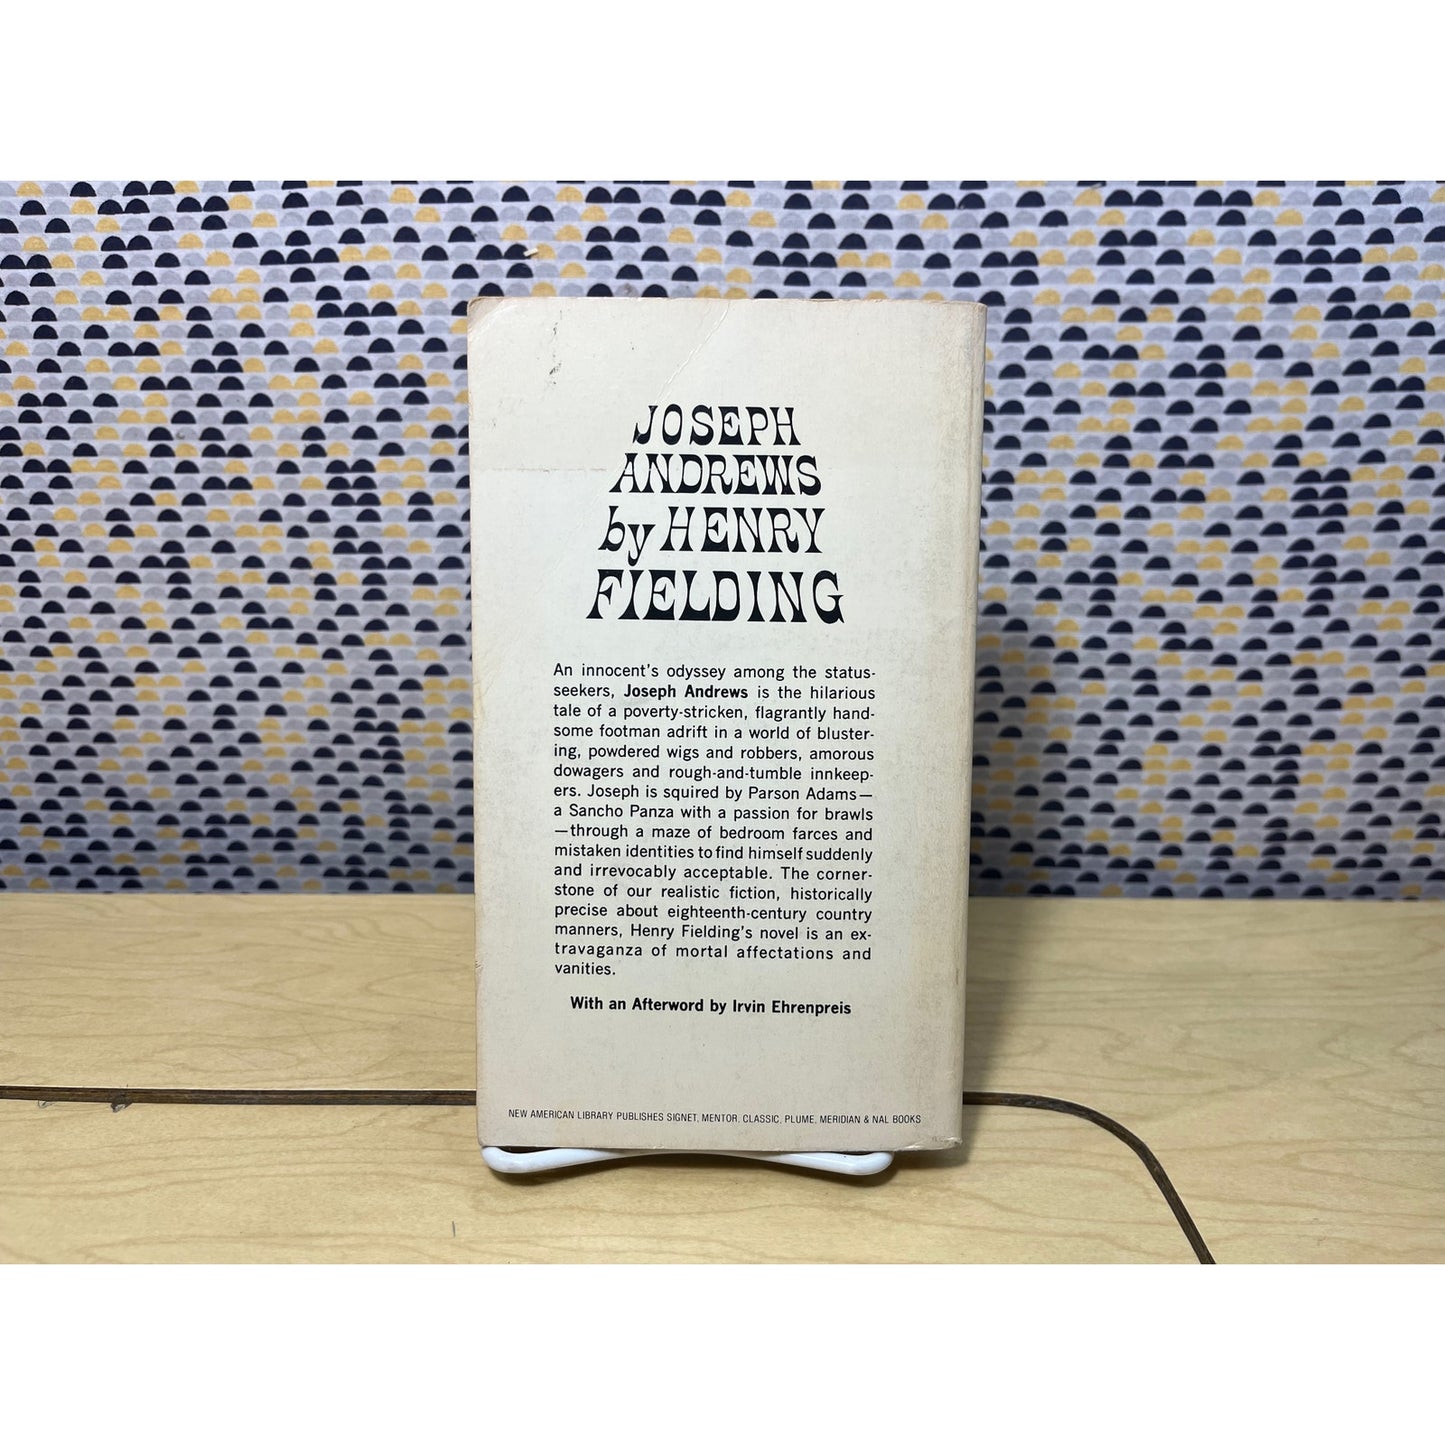 JOSEPH
ANDREWS
by HENRY
FIELDING
An innocent's odyssey among the status-
seekers, Joseph Andrews is the hilarious
tale of a poverty-stricken, flagrantly hand-
some footman adrift in a world of bluster-
ing, powdered wigs and robbers, amorous
dowagers and rough-and-tumble innkeep-
ers. Joseph is squired by Parson Adams—
a Sancho Panza with a passion for brawls
—through a maze of bedroom farces and
mistaken identities to find himself suddenly
and irrevocably acceptable. The corner-
stone of our realistic fiction, historically
precise about eighteenth-century country
manners, Henry Fielding's novel is an ex-
travaganza of mortal affectations and
vanities.
With an Afterword by Irvin Ehrenpreis
NEW AMERICAN LIBRARY PUBLISHES SIGNET, MENTOR, CLASSIC, PLUME, MERIDIAN & NAL BOOKS